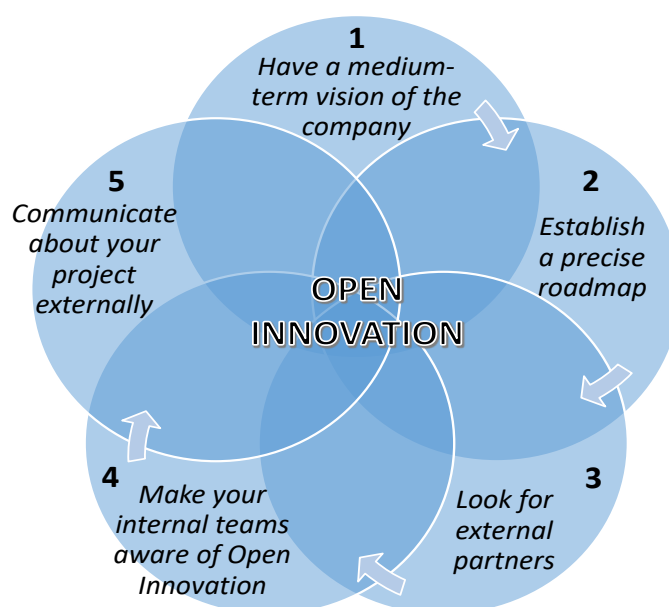 1
Have a medium-
term vision of the
company
2
Establish
a precise
roadmap
3
Look for
external
partners
4
Make your
internal teams
aware of Open
Innovation
5
Communicate
about your
project
externally
OPEN
INNOVATION